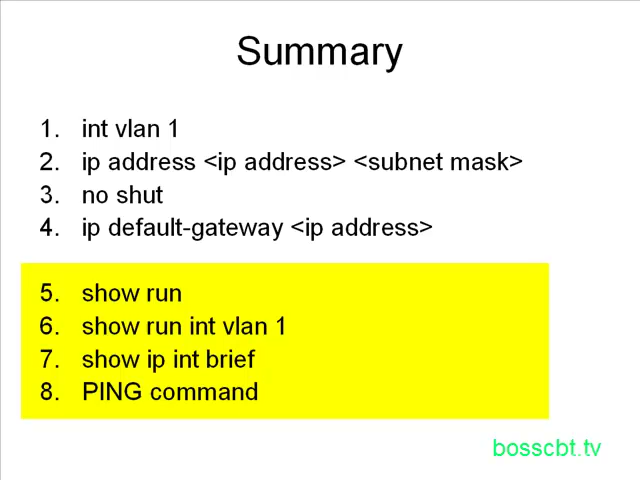 Summary
1. int vlan 1
2. ip address <ip address> <subnet mask>
3. no shut
4. ip default-gateway <ip address>
5. show run
6. show run int vlan 1
7. show ip int brief
8. PING command
bosscbt.tv